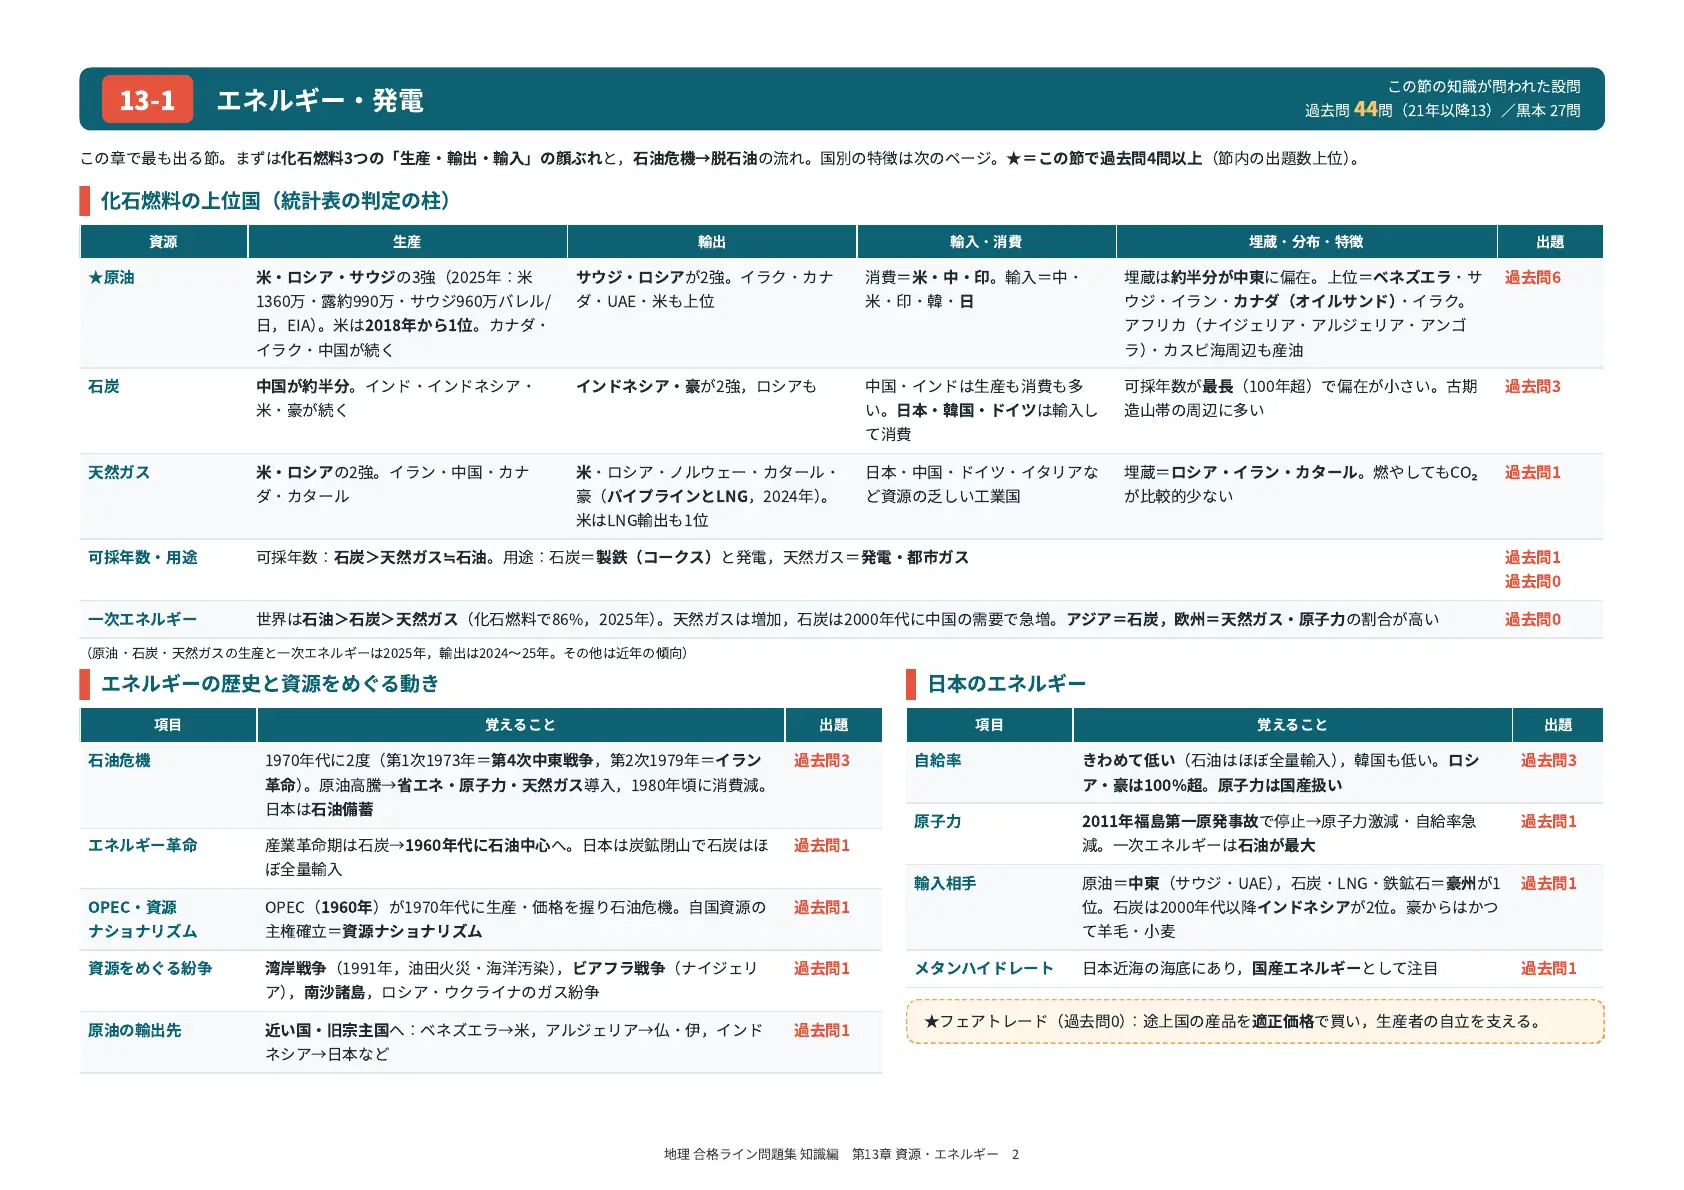 13-1 エネルギー・発電
この節の知識が問われた設問
過去問 44問（21年以降13）／黒本 27問
この章で最も出る節。まずは化石燃料3つの「生産・輸出・輸入」の顔ぶれと，石油危機→脱石油の流れ。国別の特徴は次のページ。★＝この節で過去問4問以上（節内の出題数上位）。
化石燃料の上位国（統計表の判定の柱）
資源 生産 輸出 輸入・消費 埋蔵・分布・特徴 出題
★原油
米・ロシア・サウジの3強（2025年：米
1360万・露約990万・サウジ960万バレル/
日，EIA）。米は2018年から1位。カナダ・
イラク・中国が続く
サウジ・ロシアが2強。イラク・カナ
ダ・UAE・米も上位
消費＝米・中・印。輸入＝中・
米・印・韓・日
埋蔵は約半分が中東に偏在。上位＝ベネズエラ・サ
ウジ・イラン・カナダ（オイルサンド）・イラク。
アフリカ（ナイジェリア・アルジェリア・アンゴ
ラ）・カスピ海周辺も産油
過去問6
石炭
中国が約半分。インド・インドネシア・
米・豪が続く
インドネシア・豪が2強，ロシアも
中国・インドは生産も消費も多
い。日本・韓国・ドイツは輸入し
て消費
可採年数が最長（100年超）で偏在が小さい。古期
造山帯の周辺に多い
過去問3
天然ガス
米・ロシアの2強。イラン・中国・カナ
ダ・カタール
米・ロシア・ノルウェー・カタール・
豪（パイプラインとLNG，2024年）。
米はLNG輸出も1位
日本・中国・ドイツ・イタリアな
ど資源の乏しい工業国
埋蔵＝ロシア・イラン・カタール。燃やしてもCO₂
が比較的少ない
過去問1
可採年数・用途
可採年数：石炭＞天然ガス≒石油。用途：石炭＝製鉄（コークス）と発電，天然ガス＝発電・都市ガス
過去問1
過去問0
一次エネルギー
世界は石油＞石炭＞天然ガス（化石燃料で86%，2025年）。天然ガスは増加，石炭は2000年代に中国の需要で急増。アジア＝石炭，欧州＝天然ガス・原子力の割合が高い
過去問0
（原油・石炭・天然ガスの生産と一次エネルギーは2025年，輸出は2024〜25年。その他は近年の傾向）
エネルギーの歴史と資源をめぐる動き
項目 覚えること 出題
石油危機
1970年代に2度（第1次1973年＝第4次中東戦争，第2次1979年＝イラン
革命）。原油高騰→省エネ・原子力・天然ガス導入，1980年頃に消費減。
日本は石油備蓄
過去問3
エネルギー革命
産業革命期は石炭→1960年代に石油中心へ。日本は炭鉱閉山で石炭はほ
ぼ全量輸入
過去問1
OPEC・資源
ナショナリズム
OPEC（1960年）が1970年代に生産・価格を握り石油危機。自国資源の
主権確立＝資源ナショナリズム
過去問1
資源をめぐる紛争
湾岸戦争（1991年，油田火災・海洋汚染），ビアフラ戦争（ナイジェリ
ア），南沙諸島，ロシア・ウクライナのガス紛争
過去問1
原油の輸出先
近い国・旧宗主国へ：ベネズエラ→米，アルジェリア→仏・伊，インド
ネシア→日本など
過去問1
日本のエネルギー
項目 覚えること 出題
自給率
きわめて低い（石油はほぼ全量輸入），韓国も低い。ロシ
ア・豪は100%超。原子力は国産扱い
過去問3
原子力
2011年福島第一原発事故で停止→原子力激減・自給率急
減。一次エネルギーは石油が最大
過去問1
輸入相手
原油＝中東（サウジ・UAE），石炭・LNG・鉄鉱石＝豪州が1
位。石炭は2000年代以降インドネシアが2位。豪からはかつ
て羊毛・小麦
過去問1
メタンハイドレート
日本近海の海底にあり，国産エネルギーとして注目
過去問1
★フェアトレード（過去問0）：途上国の産品を適正価格で買い，生産者の自立を支える。
地理 合格ライン問題集 知識編　第13章 資源・エネルギー　2